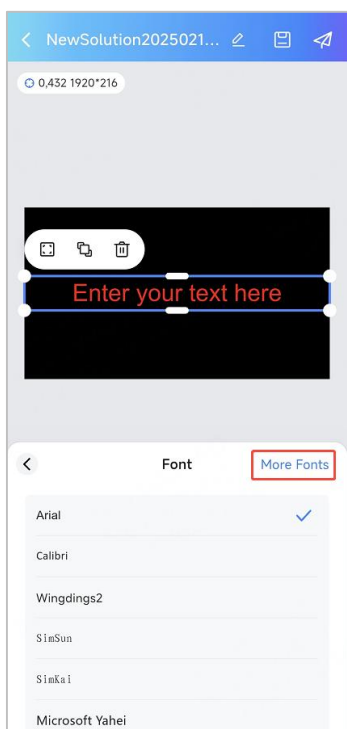 NewSolution2025021...
0,432 1920*216
Enter your text here
Font
More Fonts
Arial
Calibri
Wingdings2
SimSun
SimKai
Microsoft Yahei